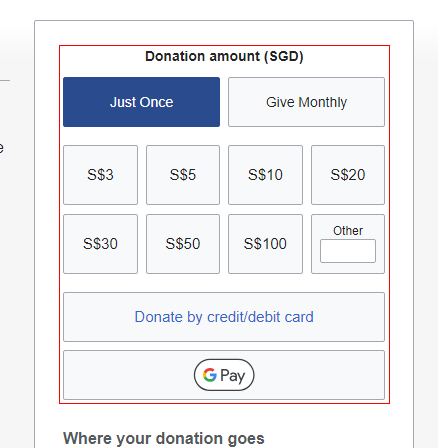 Donation amount (SGD)
Just Once
Give Monthly
S$3
S$5
S$10
S$20
S$30
S$50
S$100
Other
Donate by credit/debit card
G Pay
Where your donation goes
e